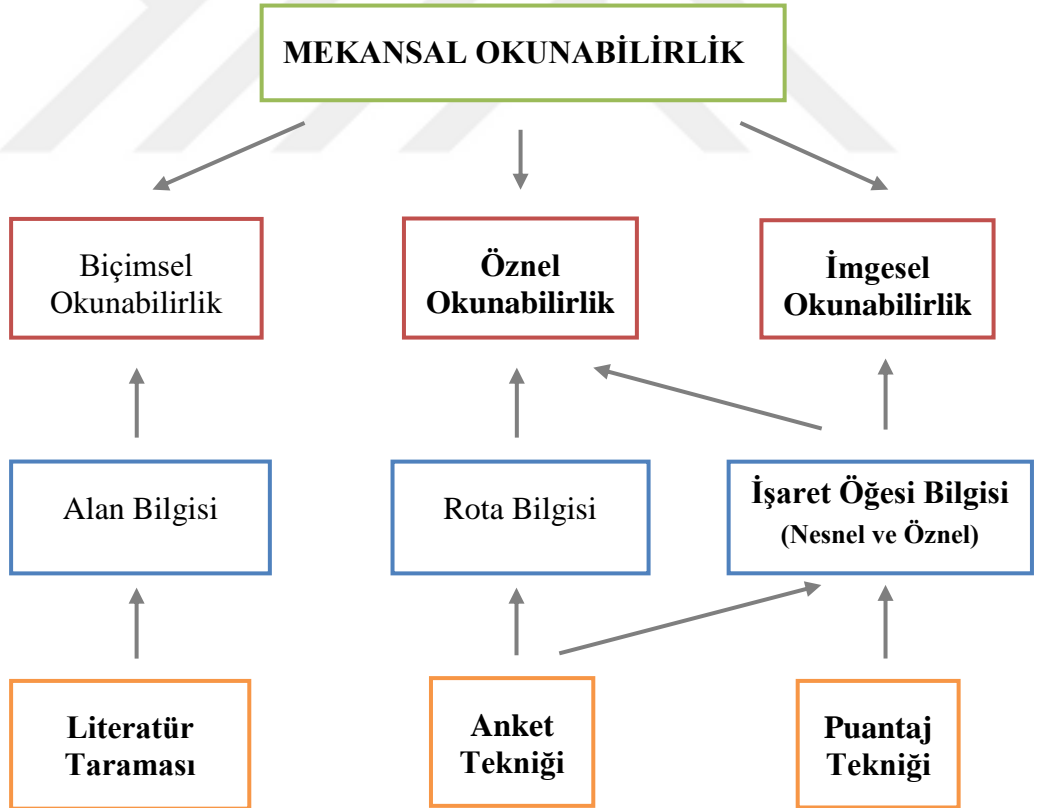 MEKANSAL OKUNABİLİRLİK
Biçimsel
Okunabilirlik
Öznel
Okunabilirlik
İmgesel
Okunabilirlik
Alan Bilgisi
Rota Bilgisi
İşaret Öğesi Bilgisi
(Nesnel ve Öznel)
Literatür
Taraması
Anket
Tekniği
Puantaj
Tekniği